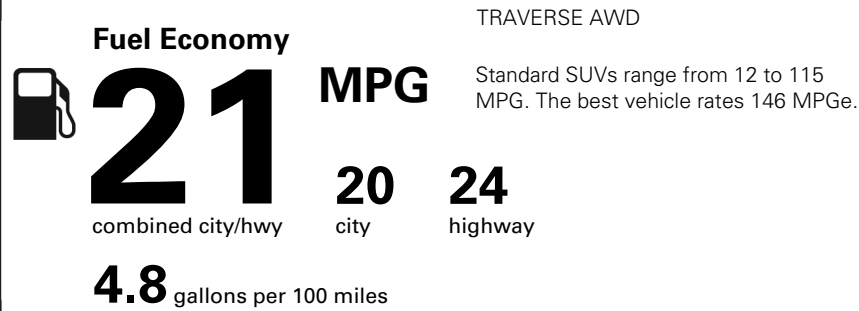 TRAVERSE AWD
Fuel Economy
21
MPG
Standard SUVs range from 12 to 115
MPG. The best vehicle rates 146 MPGe.
20
24
combined city/hwy
city
highway
4.8 gallons per 100 miles